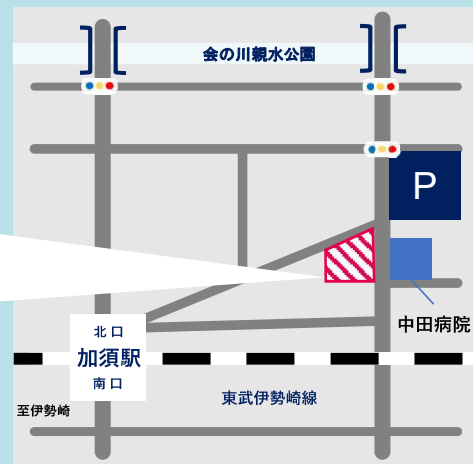 会の川親水公園
P
中田病院
北口
加須駅
南口
東武伊勢崎線
至伊勢崎